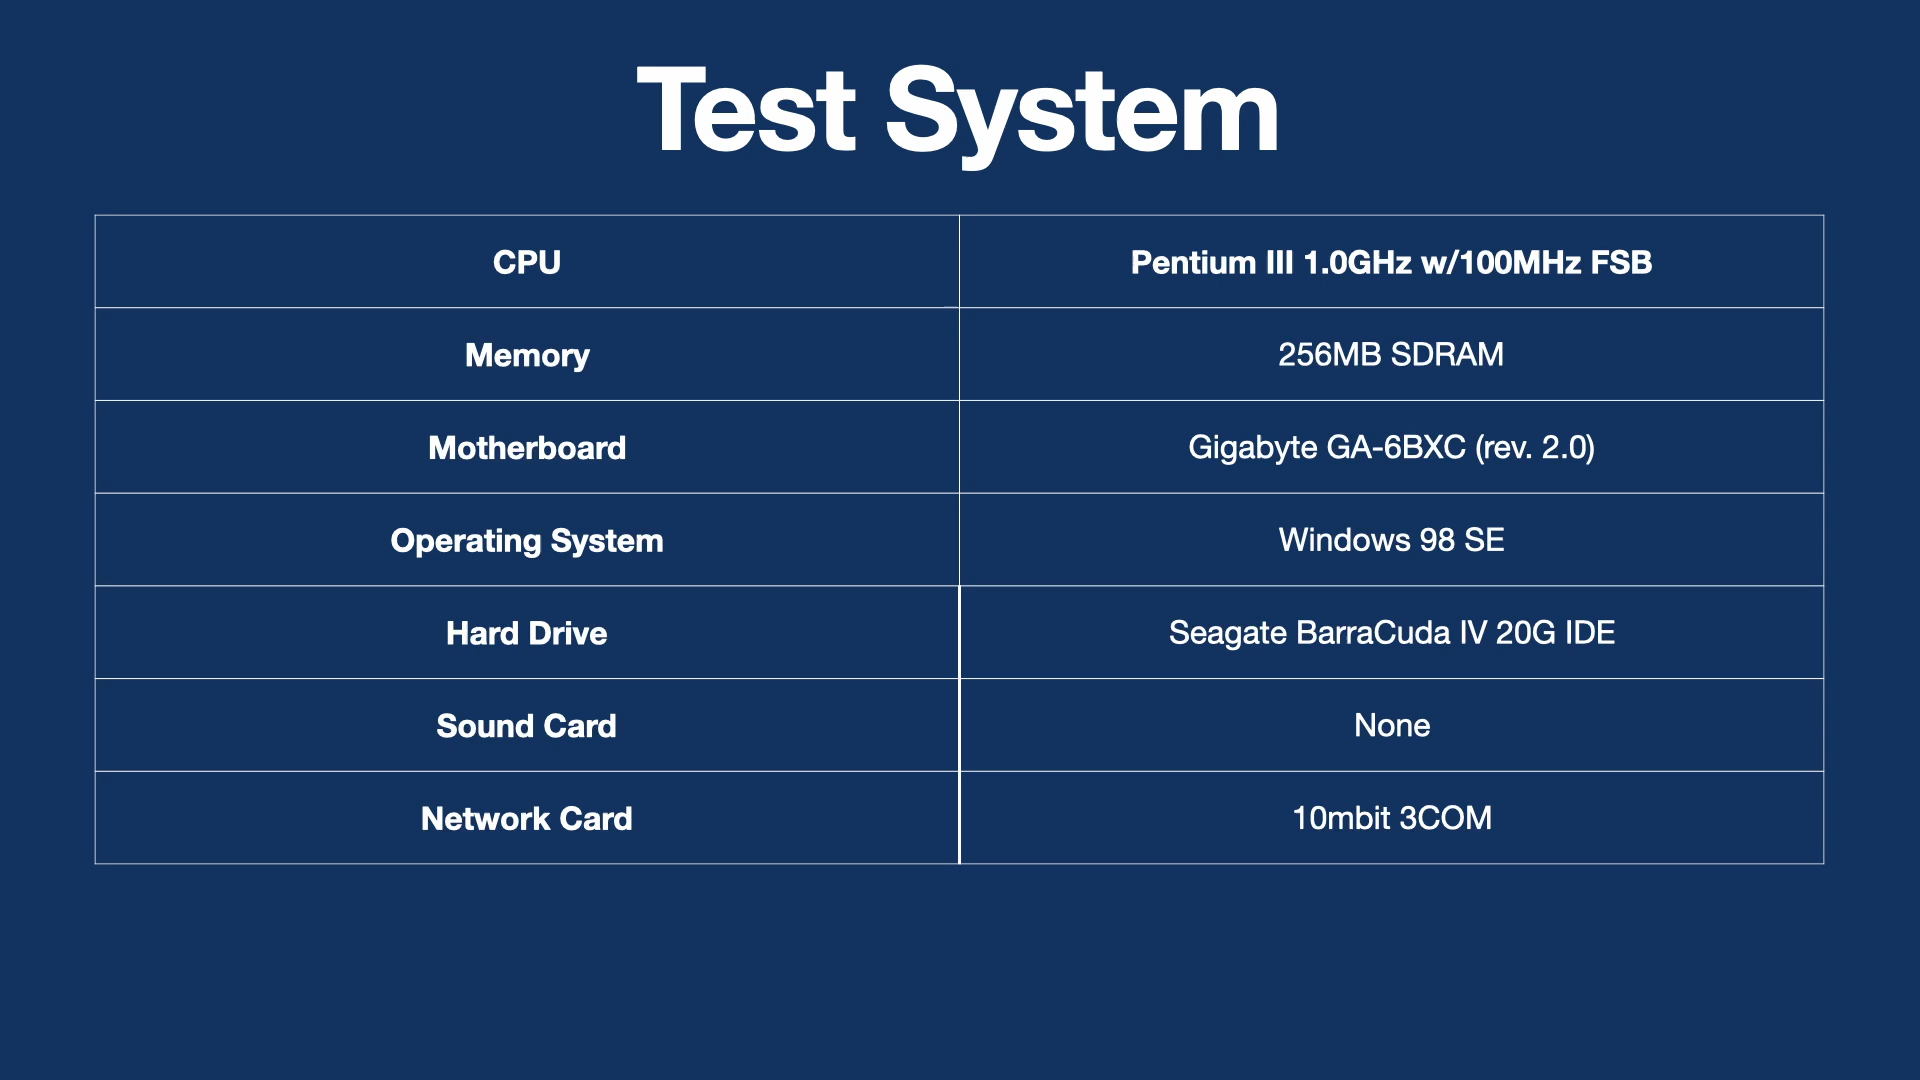 Test System
CPU
Pentium III 1.0GHz w/100MHz FSB
Memory
256MB SDRAM
Motherboard
Gigabyte GA-6BXC (rev. 2.0)
Operating System
Windows 98 SE
Hard Drive
Seagate BarraCuda IV 20G IDE
Sound Card
None
Network Card
10mbit 3COM